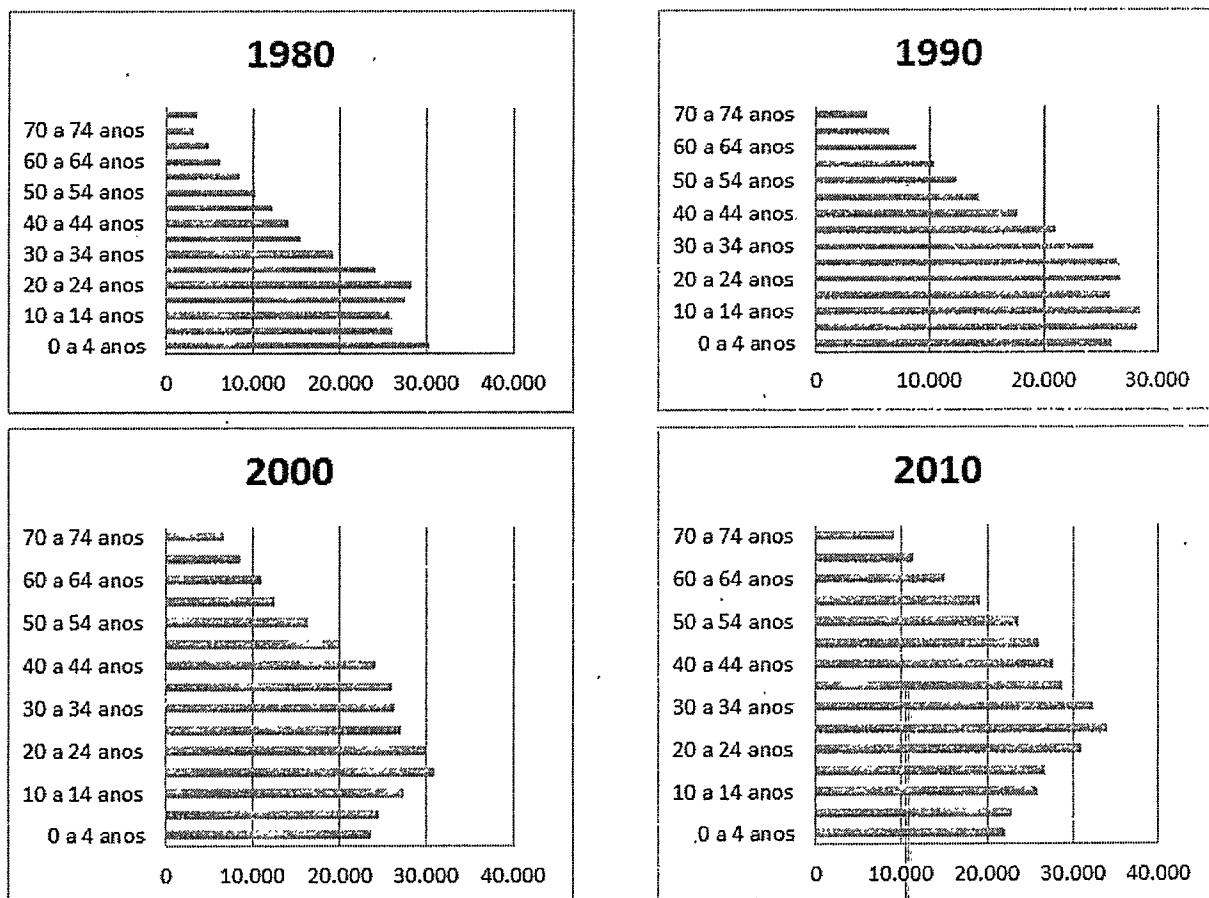 1980
70 a 74 anos
60 a 64 anos
50 a 54 anos
40 a 44 anos
30 a 34 anos
20 a 24 anos
10 a 14 anos
0 a 4 anos
0 10.000 20.000 30.000 40.000
1990
70 a 74 anos
60 a 64 anos
50 a 54 anos
40 a 44 anos
30 a 34 anos
20 a 24 anos
10 a 14 anos
0 a 4 anos
0 10.000 20.000 30.000
2000
70 a 74 anos
60 a 64 anos
50 a 54 anos
40 a 44 anos
30 a 34 anos
20 a 24 anos
10 a 14 anos
0 a 4 anos
0 10.000 20.000 30.000 40.000
2010
70 a 74 anos
60 a 64 anos
50 a 54 anos
40 a 44 anos
30 a 34 anos
20 a 24 anos
10 a 14 anos
0 a 4 anos
0 10.000 20.000 30.000 40.000